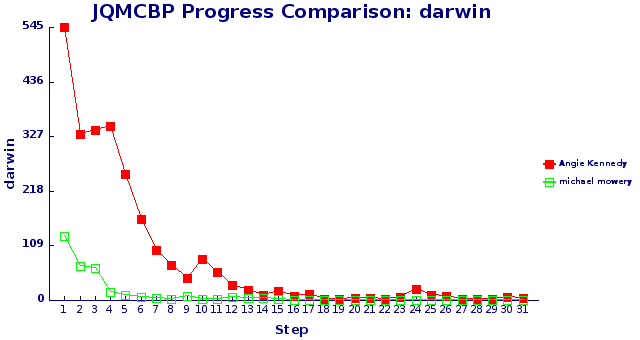 JQMCBP Progress Comparison: darwin
545
436
327
218
109
0
darwin
1 2 3 4 5 6 7 8 9 10 11 12 13 14 15 16 17 18 19 20 21 22 23 24 25 26 27 28 29 30 31
Step
Angie Kennedy
michael mowery